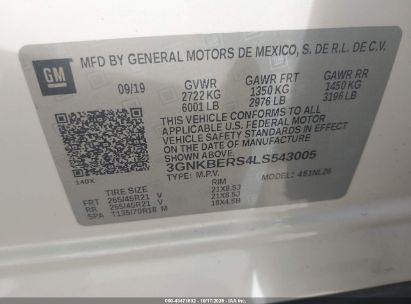 MFD BY GENERAL MOTORS DE MEXICO, S. DE R.L. DE C.V.
GM
09/19 GVWR GAWR FRT GAWR RR
2722 KG 1350 KG 1450 KG
6001 LB 2976 LB 3196 LB
THIS VEHICLE CONFORMS TO ALL
APPLICABLE U.S. FEDERAL MOTOR
VEHICLE SAFETY STANDARDS IN
EFFECT ON THE DATE OF
MANUFACTURE SHOWN ABOVE.
3GNKBERS4LS543005
140X TYPE: M.P.V. MODEL: 451NL26
TIRE SIZE RIM
FRT 265/45R21 V 21X8.5J
RR 265/45R21 V 21X8.5J
SPA T135/70R18 M 18X4.5B